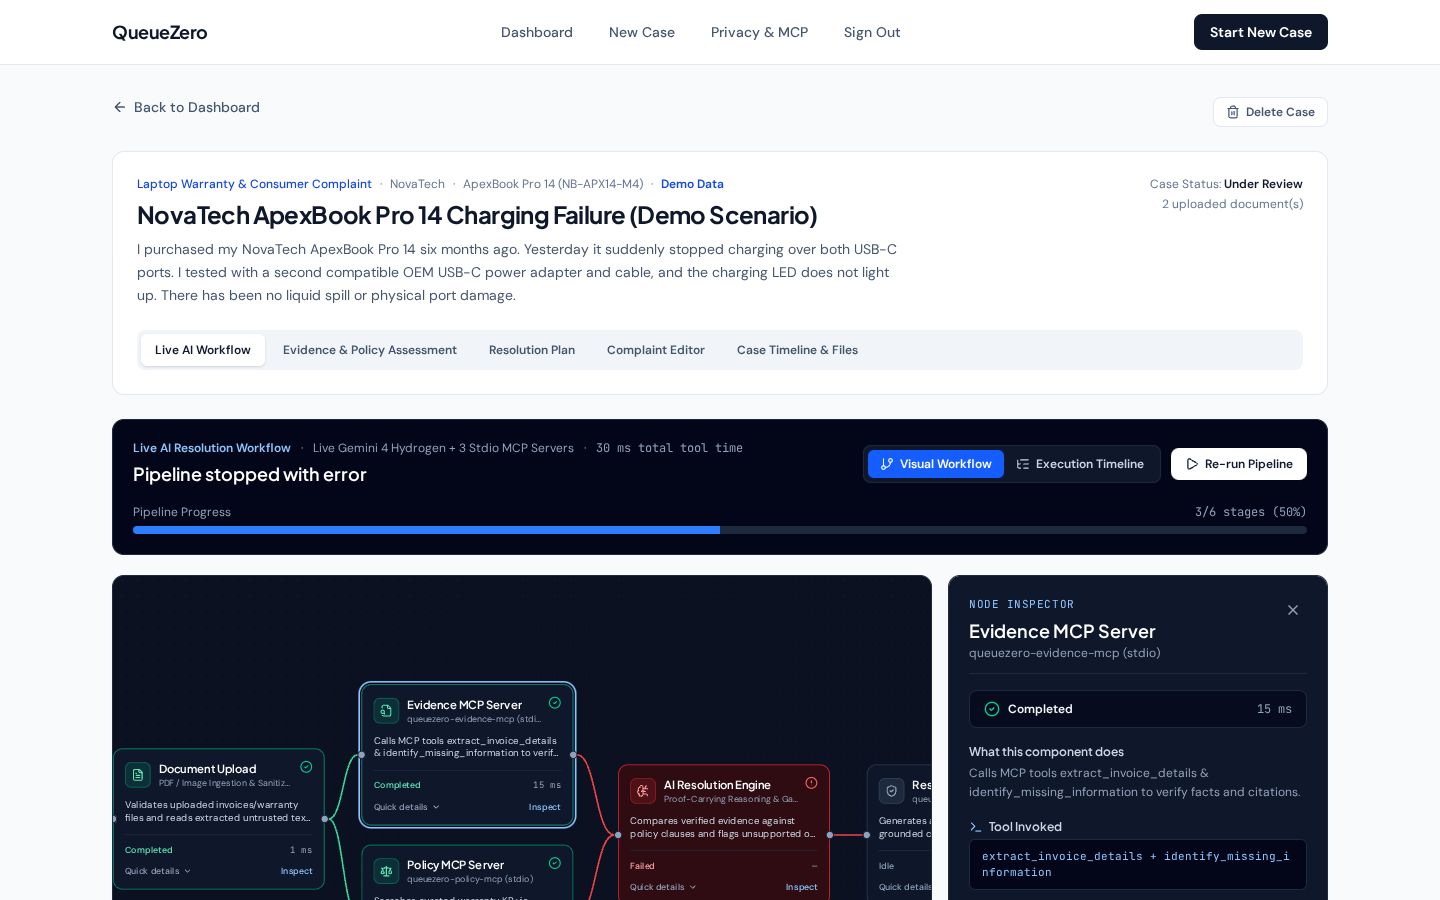 QueueZero
Dashboard
New Case
Privacy & MCP
Sign Out
Start New Case
Back to Dashboard
Delete Case
Laptop Warranty & Consumer Complaint · NovaTech · ApexBook Pro 14 (NB-APX14-M4) · Demo Data
Case Status: Under Review
2 uploaded document(s)
NovaTech ApexBook Pro 14 Charging Failure (Demo Scenario)
I purchased my NovaTech ApexBook Pro 14 six months ago. Yesterday it suddenly stopped charging over both USB-C
ports. I tested with a second compatible OEM USB-C power adapter and cable, and the charging LED does not light
up. There has been no liquid spill or physical port damage.
Live AI Workflow
Evidence & Policy Assessment
Resolution Plan
Complaint Editor
Case Timeline & Files
Live AI Resolution Workflow · Live Gemini 4 Hydrogen + 3 Stdio MCP Servers · 30 ms total tool time
Pipeline stopped with error
Visual Workflow
Execution Timeline
Re-run Pipeline
Pipeline Progress
3/6 stages (50%)
Document Upload
PDF / Image Ingestion & Sanitiz...
Validates uploaded invoices/warranty
files and reads extracted untrusted tex...
Completed
1 ms
Quick details
Inspect
Evidence MCP Server
queuezero-evidence-mcp (stdi...
Calls MCP tools extract_invoice_details
& identify_missing_information to verif...
Completed
15 ms
Quick details
Inspect
Policy MCP Server
queuezero-policy-mcp (stdio)
AI Resolution Engine
Proof-Carrying Reasoning & Ga...
Compares verified evidence against
policy clauses and flags unsupported o...
Failed
—
Quick details
Inspect
Res
queu
Generates a
grounded c
Idle
Quick details
NODE INSPECTOR
Evidence MCP Server
queuezero-evidence-mcp (stdio)
Completed
15 ms
What this component does
Calls MCP tools extract_invoice_details &
identify_missing_information to verify facts and citations.
Tool Invoked
extract_invoice_details + identify_missing_i
nformation